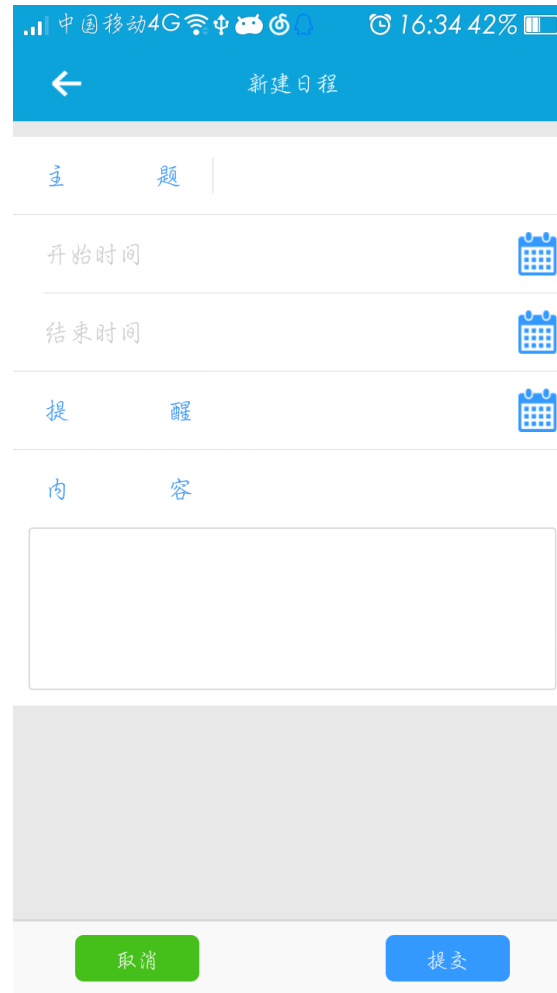 中国移动4G 16:34 42%
新建日程
主 题
开始时间
结束时间
提 醒
内 容
取消 提交